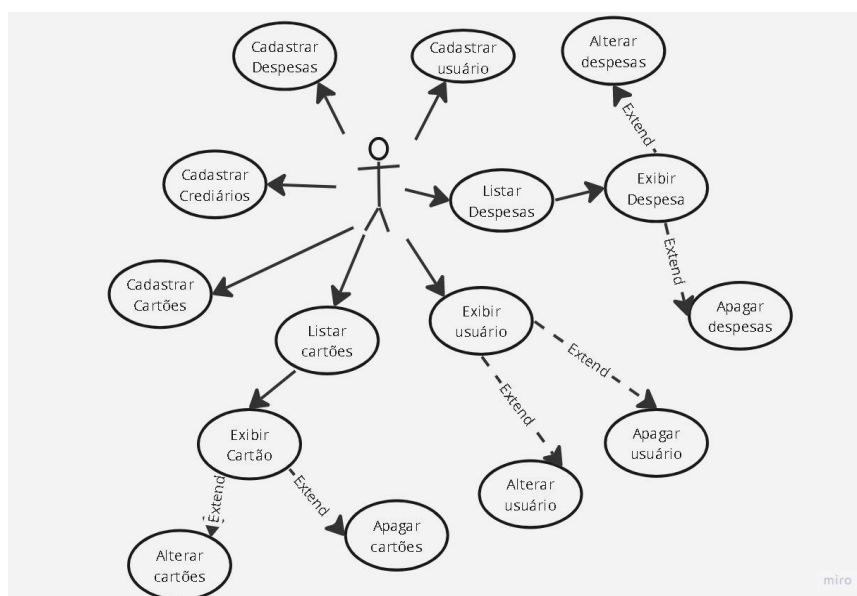 Cadastrar
Despesas
Cadastrar
usuário
Alterar
despesas
Extend
Cadastrar
Crediários
Listar
Despesas
Exibir
Despesa
Extend
Cadastrar
Cartões
Apagar
despesas
Listar
cartões
Exibir
usuário
Extend
Extend
Exibir
Cartão
Apagar
usuário
Extend
Extend
Alterar
usuário
Apagar
cartões
Alterar
cartões
miro